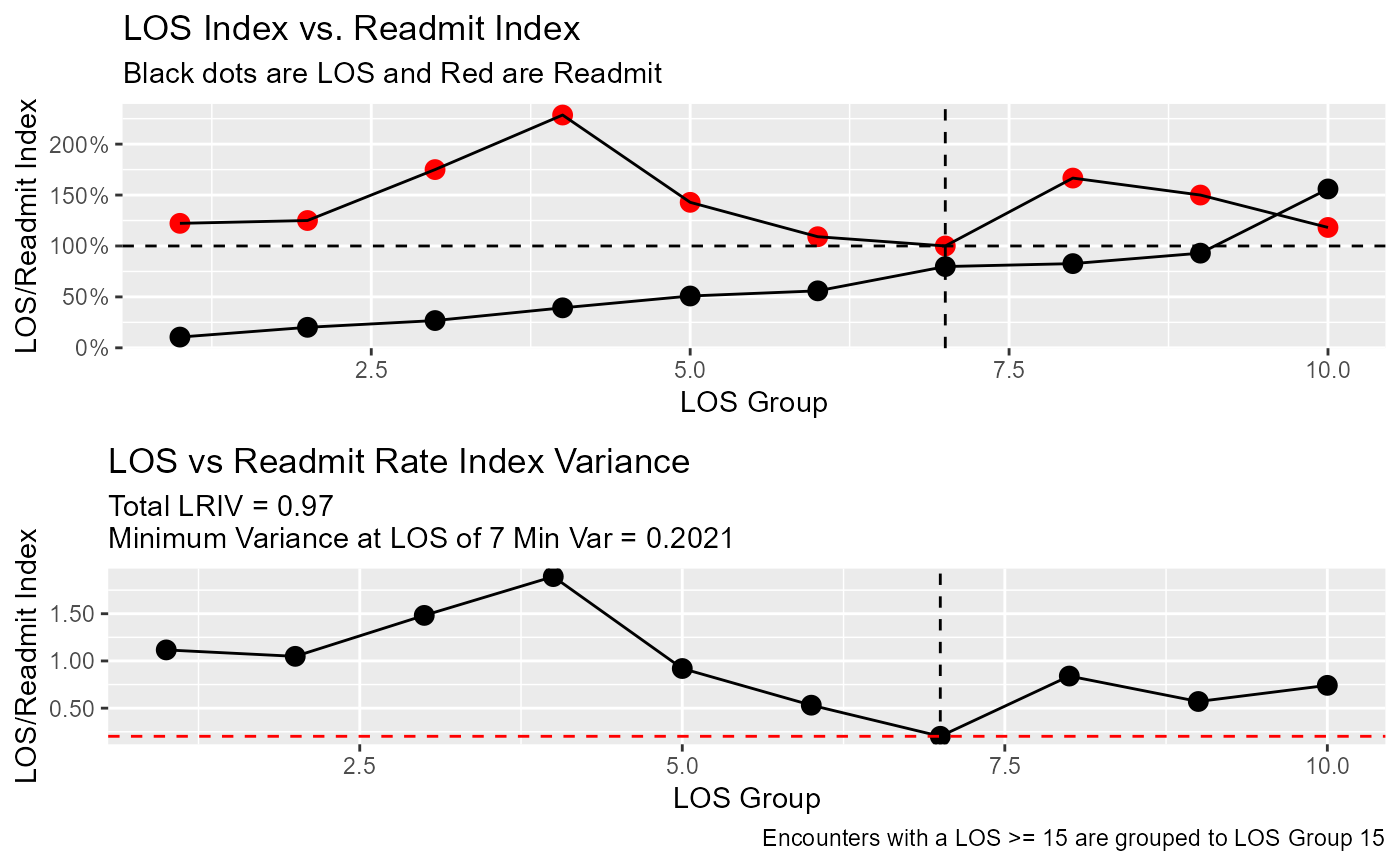 LOS Index vs. Readmit Index
Black dots are LOS and Red are Readmit
LOS/Readmit Index
200%
150%
100%
50%
0%
2.5 5.0 7.5 10.0
LOS Group
LOS vs Readmit Rate Index Variance
Total LRIV = 0.97
Minimum Variance at LOS of 7 Min Var = 0.2021
LOS/Readmit Index
1.50
1.00
0.50
2.5 5.0 7.5 10.0
LOS Group
Encounters with a LOS >= 15 are grouped to LOS Group 15